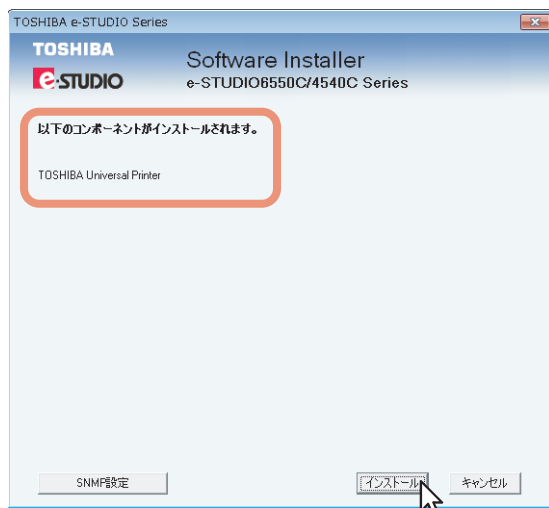 TOSHIBA e-STUDIO Series
TOSHIBA
e-STUDIO
Software Installer
e-STUDIO6550C/4540C Series
以下のコンポーネントがインストールされます。
TOSHIBA Universal Printer
SNMP設定
インストール
キャンセル